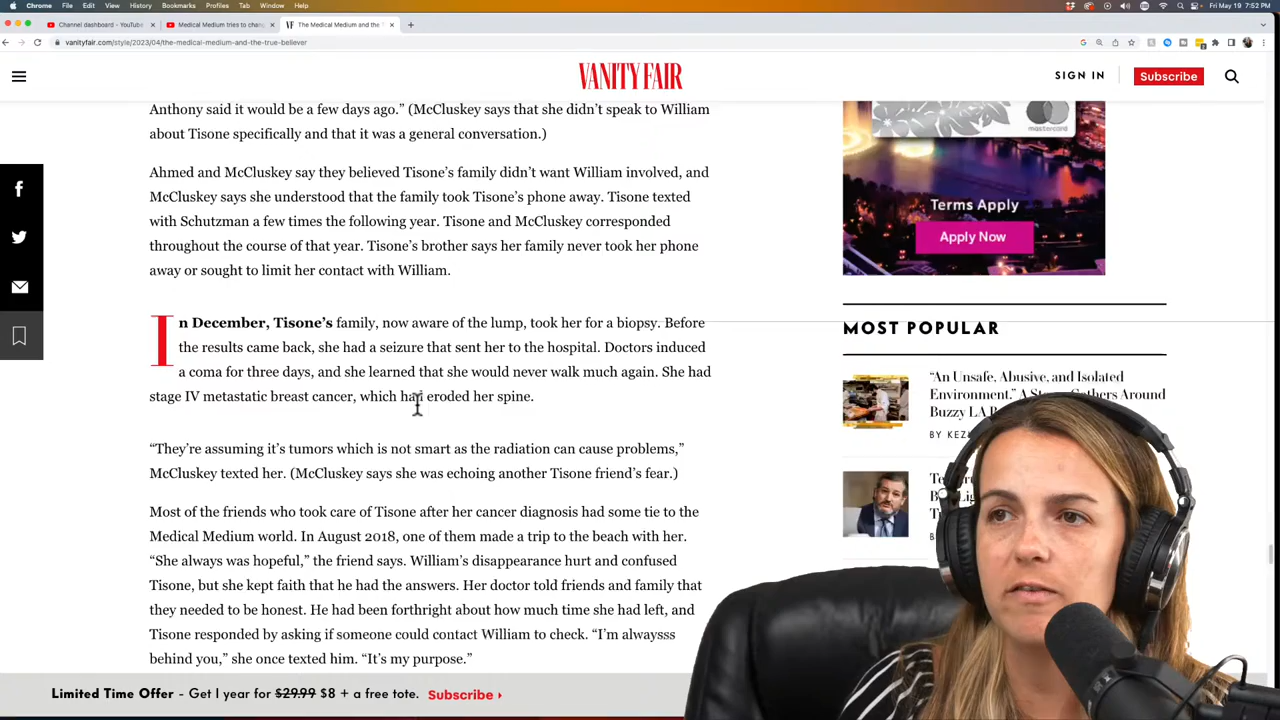 Chrome File Edit View History Bookmarks Profiles Tab Window Help
Fri May 19 7:52 PM
Channel dashboard - YouTube
Medical Medium tries to chang
The Medical Medium and the T
vanityfair.com/style/2023/04/the-medical-medium-and-the-true-believer
VANITY FAIR
SIGN IN
Subscribe
Anthony said it would be a few days ago.” (McCluskey says that she didn’t speak to William
about Tisone specifically and that it was a general conversation.)
Ahmed and McCluskey say they believed Tisone’s family didn’t want William involved, and
McCluskey says she understood that the family took Tisone’s phone away. Tisone texted
with Schutzman a few times the following year. Tisone and McCluskey corresponded
throughout the course of that year. Tisone’s brother says her family never took her phone
away or sought to limit her contact with William.
In December, Tisone’s family, now aware of the lump, took her for a biopsy. Before
the results came back, she had a seizure that sent her to the hospital. Doctors induced
a coma for three days, and she learned that she would never walk much again. She had
stage IV metastatic breast cancer, which had eroded her spine.
“They’re assuming it’s tumors which is not smart as the radiation can cause problems,”
McCluskey texted her. (McCluskey says she was echoing another Tisone friend’s fear.)
Most of the friends who took care of Tisone after her cancer diagnosis had some tie to the
Medical Medium world. In August 2018, one of them made a trip to the beach with her.
“She always was hopeful,” the friend says. William’s disappearance hurt and confused
Tisone, but she kept faith that he had the answers. Her doctor told friends and family that
they needed to be honest. He had been forthright about how much time she had left, and
Tisone responded by asking if someone could contact William to check. “I’m alwaysss
behind you,” she once texted him. “It’s my purpose.”
mastercard
Terms Apply
Apply Now
MOST POPULAR
“An Unsafe, Abusive, and Isolated
Environment.” A
Around
Buzzy LA
BY
Limited Time Offer - Get 1 year for $29.99 $8 + a free tote. Subscribe ›